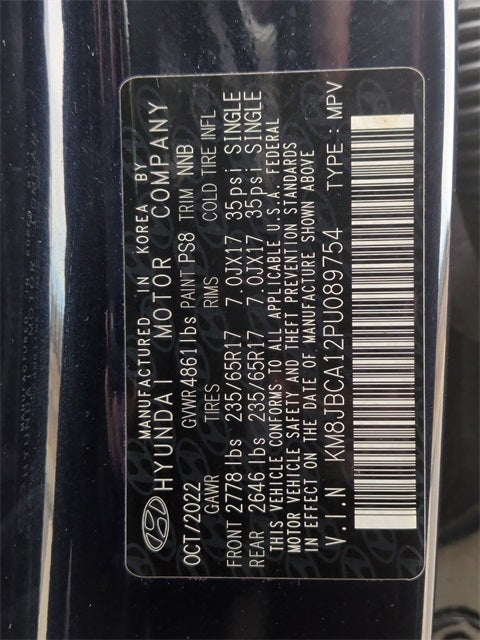 MANUFACTURED IN KOREA BY
HYUNDAI MOTOR COMPANY
OCT/2022 GVWR 4861lbs PAINT PS8 TRIM NNB
GAWR TIRES RIMS COLD TIRE INFL
FRONT 2778 lbs 235/65R17 7.0JX17 35psi SINGLE
REAR 2646 lbs 235/65R17 7.0JX17 35psi SINGLE
THIS VEHICLE CONFORMS TO ALL APPLICABLE U.S.A. FEDERAL
MOTOR VEHICLE SAFETY AND THEFT PREVENTION STANDARDS
IN EFFECT ON THE DATE OF MANUFACTURE SHOWN ABOVE
V.I.N KM8JBCA12PU089754 TYPE : MPV